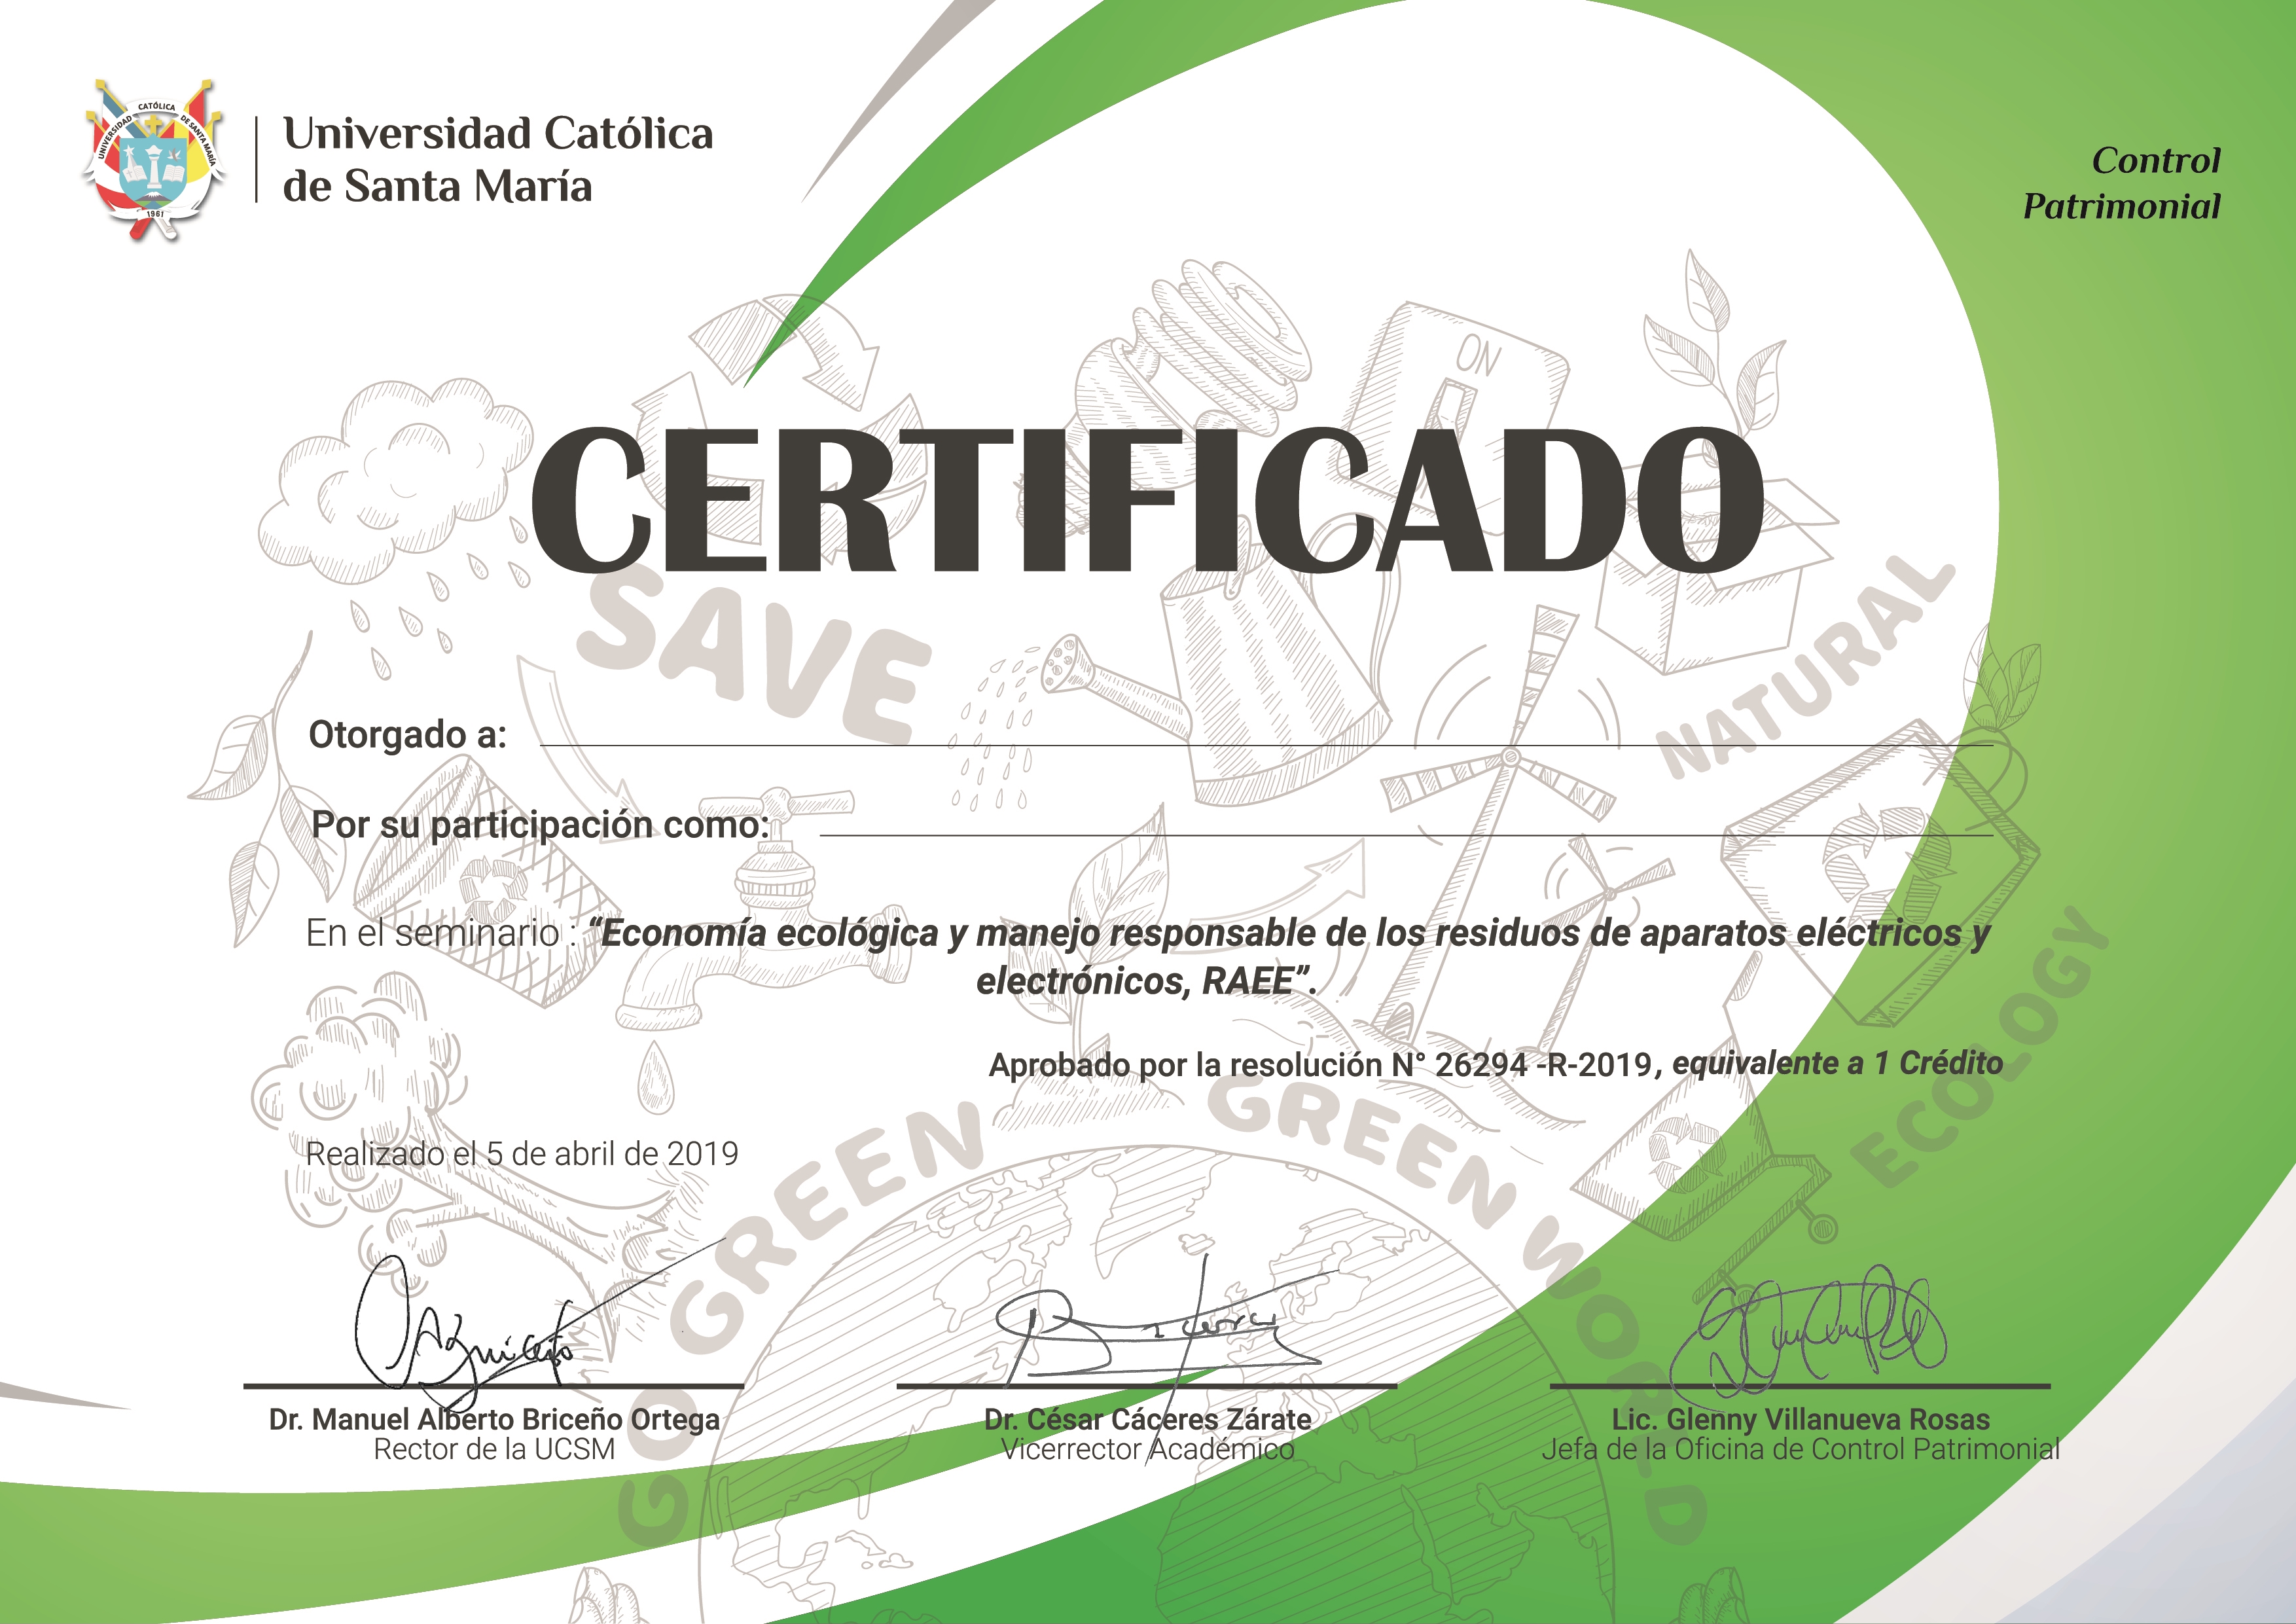 UNIVERSIDAD CATÓLICA DE SANTA MARÍA
1961
Universidad Católica
de Santa María
Control
Patrimonial
ON
CERTIFICADO
SAVE
NATURAL
Otorgado a:
Por su participación como:
En el seminario : “Economía ecológica y manejo responsable de los residuos de aparatos eléctricos y
electrónicos, RAEE”.
ECOLOGY
Aprobado por la resolución N° 26294 -R-2019, equivalente a 1 Crédito
GO GREEN
GREEN WORLD
Realizado el 5 de abril de 2019
Dr. Manuel Alberto Briceño Ortega
Rector de la UCSM
Dr. César Cáceres Zárate
Vicerrector Académico
Lic. Glenny Villanueva Rosas
Jefa de la Oficina de Control Patrimonial